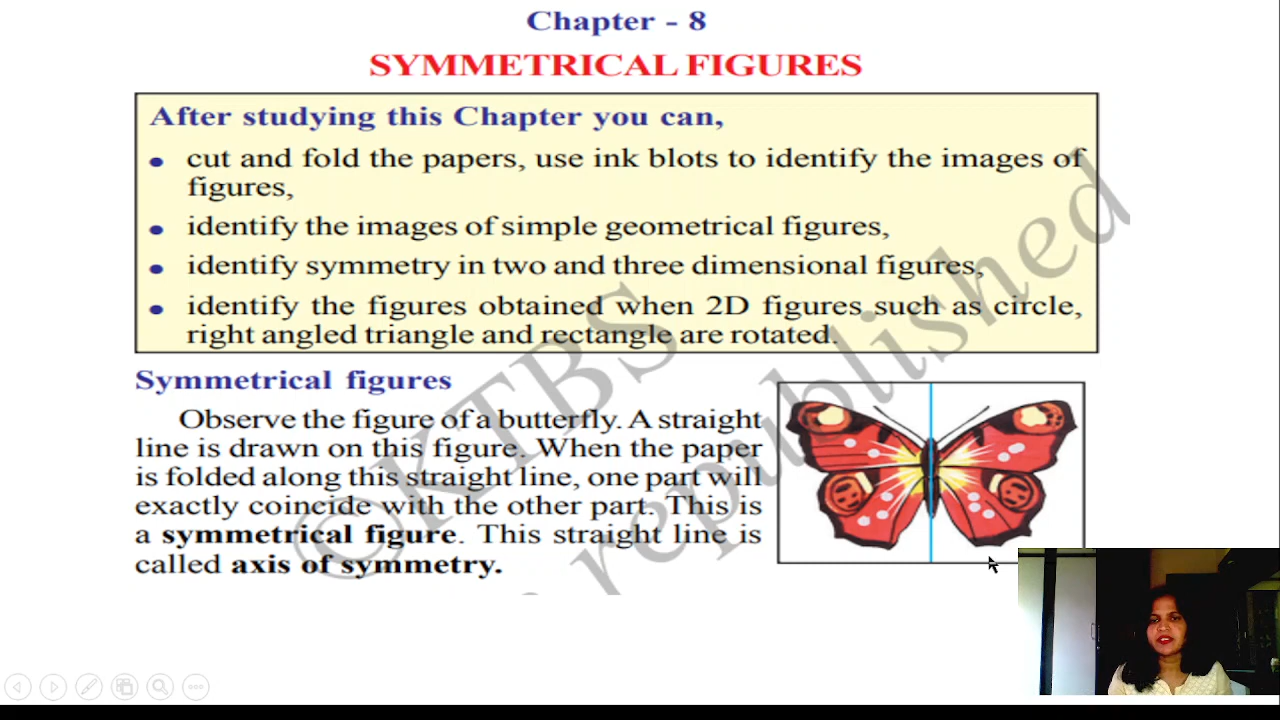 Chapter - 8
SYMMETRICAL FIGURES
After studying this Chapter you can,
• cut and fold the papers, use ink blots to identify the images of
figures,
• identify the images of simple geometrical figures,
• identify symmetry in two and three dimensional figures,
• identify the figures obtained when 2D figures such as circle,
right angled triangle and rectangle are rotated.
Symmetrical figures
Observe the figure of a butterfly. A straight
line is drawn on this figure. When the paper
is folded along this straight line, one part will
exactly coincide with the other part. This is
a symmetrical figure. This straight line is
called axis of symmetry.
©KTBS
republished